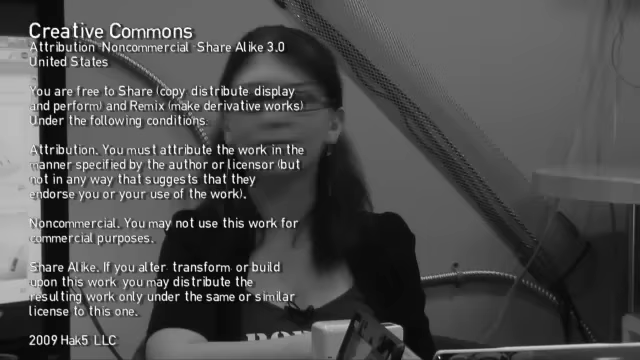 Creative Commons
Attribution Noncommercial Share Alike 3.0
United States
You are free to Share (copy distribute display
and perform) and Remix (make derivative works)
Under the following conditions:
Attribution. You must attribute the work in the
manner specified by the author or licensor (but
not in any way that suggests that they
endorse you or your use of the work).
Noncommercial. You may not use this work for
commercial purposes.
Share Alike. If you alter transform or build
upon this work you may distribute the
resulting work only under the same or similar
license to this one.
2009 Hak5 LLC